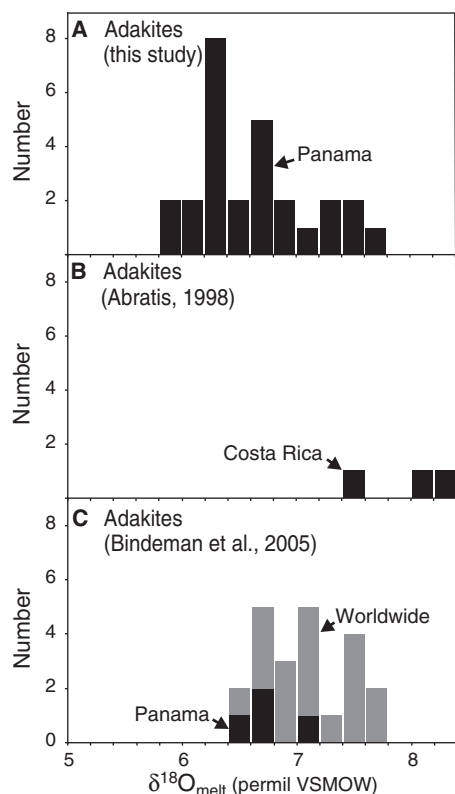 A Adakites
(this study)
8
6
4
2
Number
Panama
B Adakites
(Abratis, 1998)
8
6
4
2
Number
Costa Rica
C Adakites
(Bindeman et al., 2005)
8
6
4
2
0
Number
Worldwide
Panama
5 6 7 8
δ¹⁸Omelt (permil VSMOW)